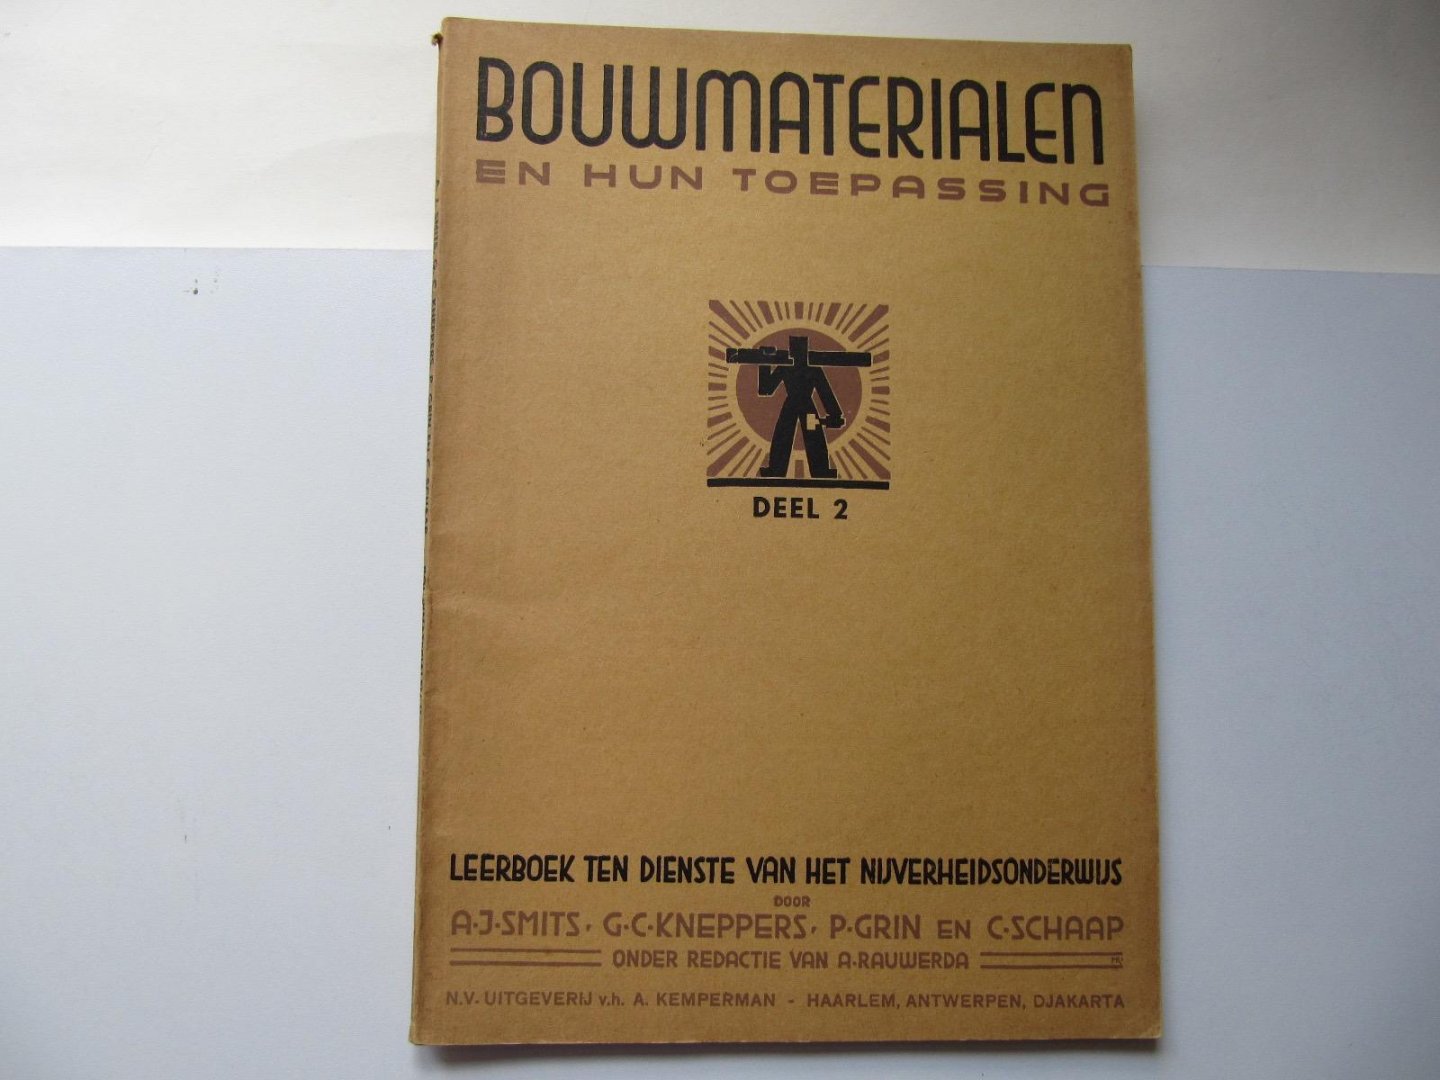 BOUWMATERIALEN
EN HUN TOEPASSING
DEEL 2
LEERBOEK TEN DIENSTE VAN HET NIJVERHEIDSONDERWIJS
DOOR
A.J.SMITS, G.C.KNEPPERS, P.GRIN EN C.SCHAAP
ONDER REDACTIE VAN A.RAUWERDA
N.V. UITGEVERIJ v.h. A. KEMPERMAN - HAARLEM, ANTWERPEN, DJAKARTA